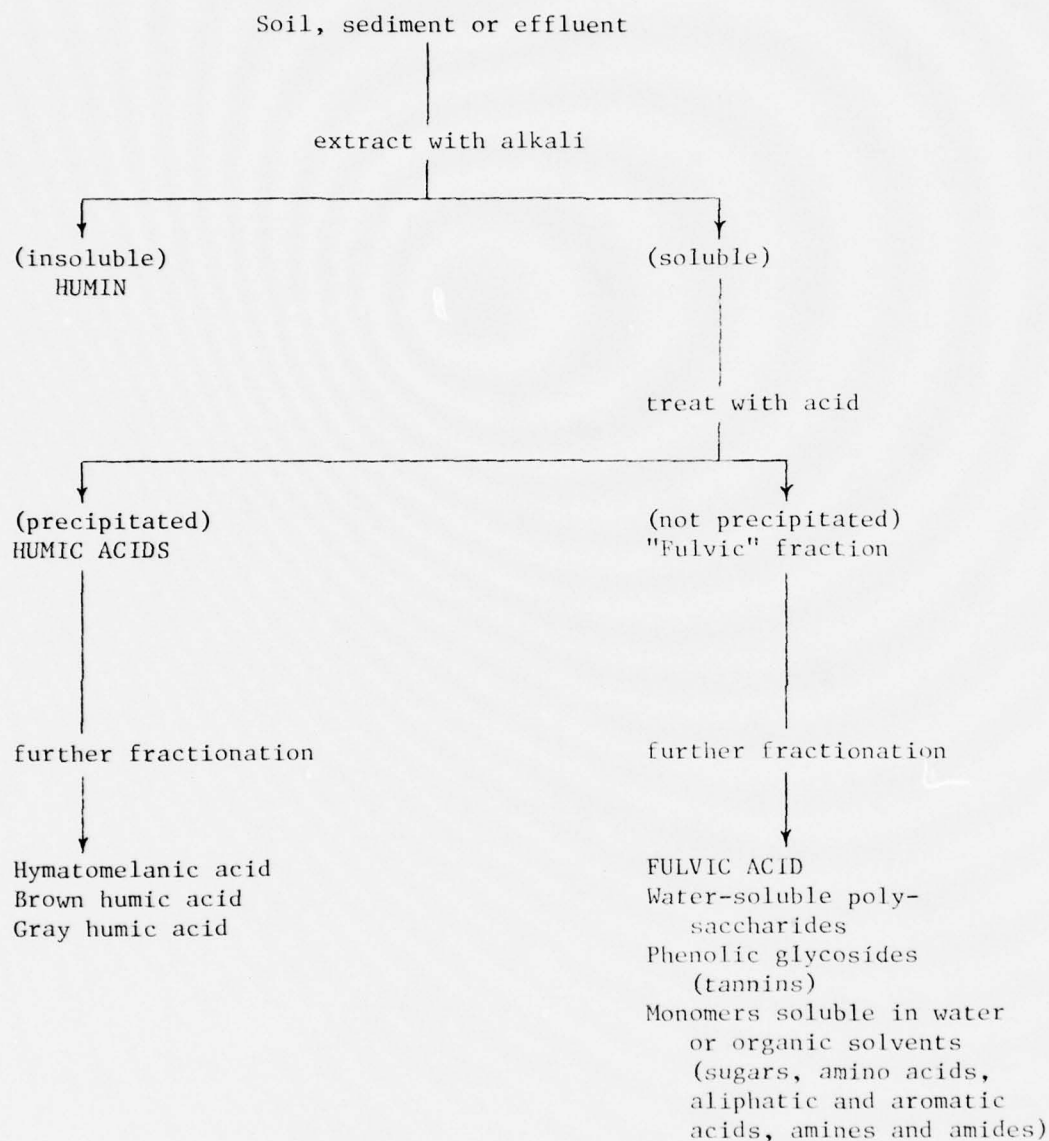 Soil, sediment or effluent
extract with alkali
(insoluble)
HUMIN
(soluble)
treat with acid
(precipitated)
HUMIC ACIDS
(not precipitated)
"Fulvic" fraction
further fractionation
further fractionation
Hymatomelanic acid
Brown humic acid
Gray humic acid
FULVIC ACID
Water-soluble poly-
saccharides
Phenolic glycosides
(tannins)
Monomers soluble in water
or organic solvents
(sugars, amino acids,
aliphatic and aromatic
acids, amines and amides)